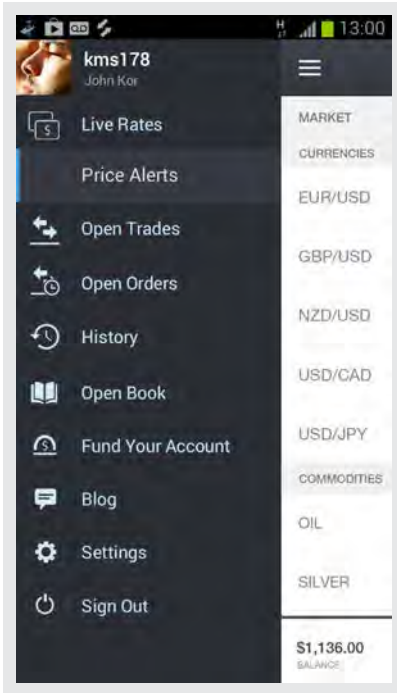 H 13:00
kms178
John Kor
Live Rates
Price Alerts
Open Trades
Open Orders
History
Open Book
Fund Your Account
Blog
Settings
Sign Out
MARKET
CURRENCIES
EUR/USD
GBP/USD
NZD/USD
USD/CAD
USD/JPY
COMMODITIES
OIL
SILVER
$1,136.00
BALANCE